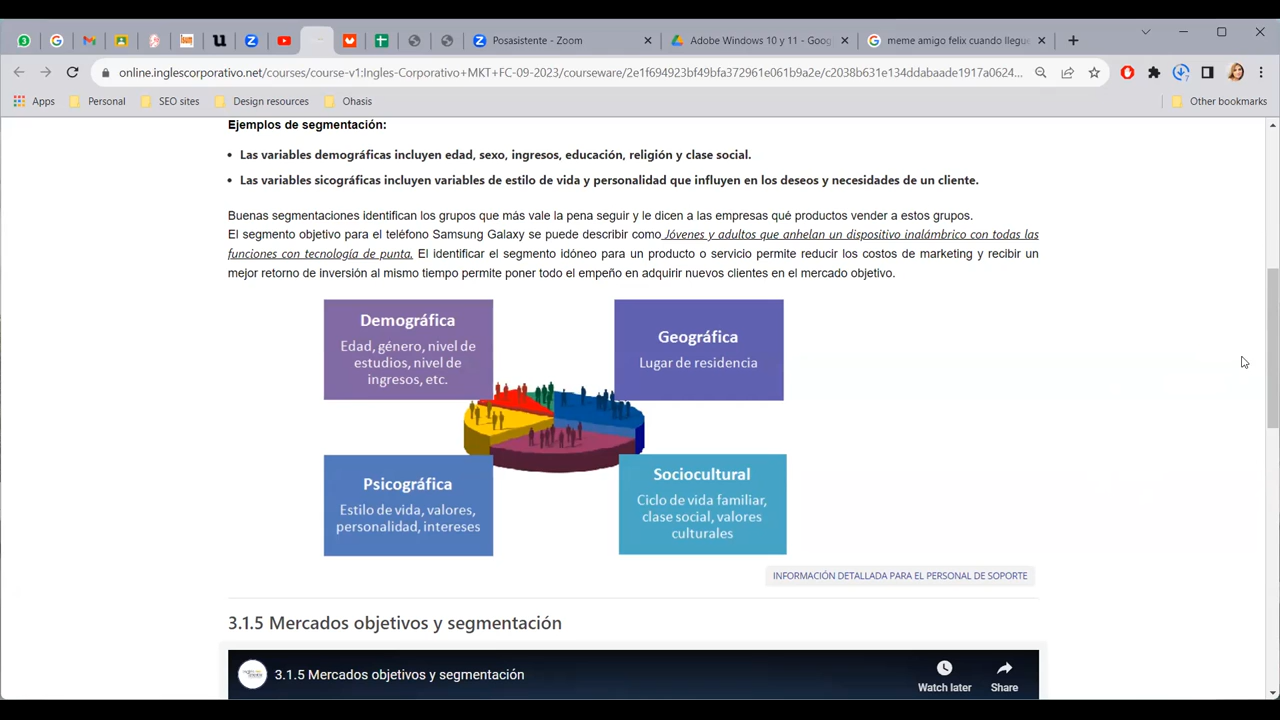 3
Posasistente - Zoom
Adobe Windows 10 y 11 - Goog
meme amigo felix cuando llegue
online.inglescorporativo.net/courses/course-v1:Ingles-Corporativo+MKT+FC-09-2023/courseware/2e1f694923bf49bfa372961e061b9a2e/c2038b631e134ddabaade1917a0624...
Apps Personal SEO sites Design resources Ohasis Other bookmarks
Ejemplos de segmentación:
• Las variables demográficas incluyen edad, sexo, ingresos, educación, religión y clase social.
• Las variables sicográficas incluyen variables de estilo de vida y personalidad que influyen en los deseos y necesidades de un cliente.
Buenas segmentaciones identifican los grupos que más vale la pena seguir y le dicen a las empresas qué productos vender a estos grupos.
El segmento objetivo para el teléfono Samsung Galaxy se puede describir como Jóvenes y adultos que anhelan un dispositivo inalámbrico con todas las
funciones con tecnología de punta. El identificar el segmento idóneo para un producto o servicio permite reducir los costos de marketing y recibir un
mejor retorno de inversión al mismo tiempo permite poner todo el empeño en adquirir nuevos clientes en el mercado objetivo.
Demográfica
Edad, género, nivel de
estudios, nivel de
ingresos, etc.
Geográfica
Lugar de residencia
Psicográfica
Estilo de vida, valores,
personalidad, intereses
Sociocultural
Ciclo de vida familiar,
clase social, valores
culturales
INFORMACIÓN DETALLADA PARA EL PERSONAL DE SOPORTE
3.1.5 Mercados objetivos y segmentación
3.1.5 Mercados objetivos y segmentación
Watch later
Share